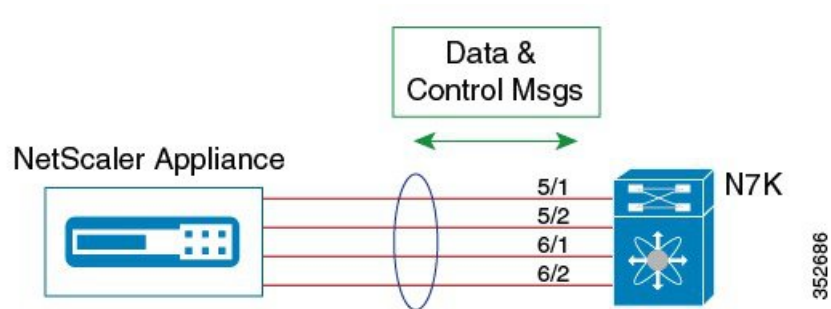 Data &
Control Msgs
NetScaler Appliance
N7K
5/1
5/2
6/1
6/2
352686